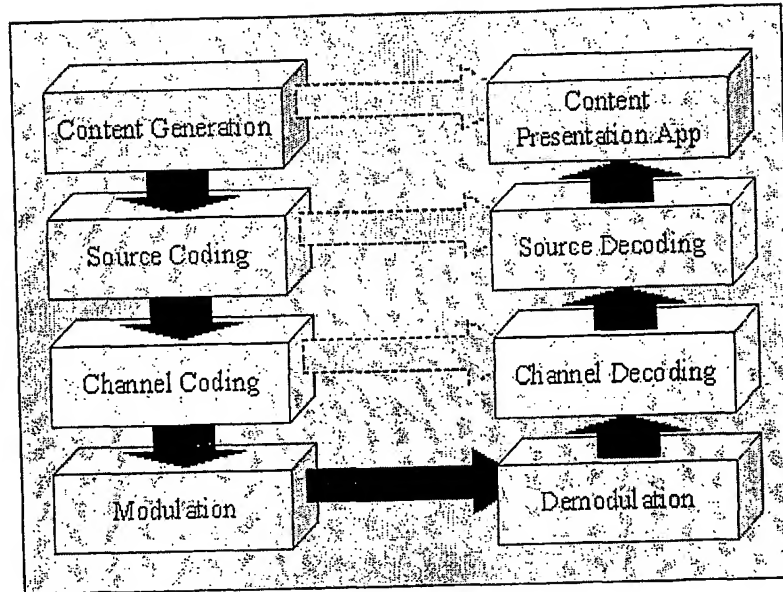 Content Generation
Source Coding
Channel Coding
Modulation
Content
Presentation App
Source Decoding
Channel Decoding
Demodulation